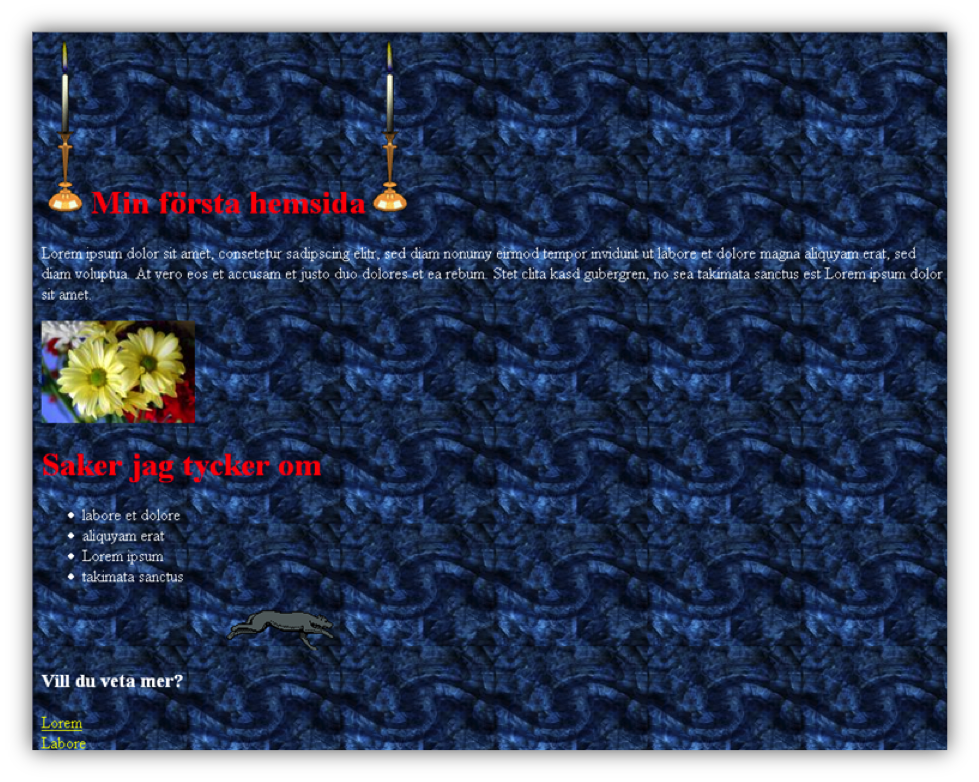 Min första hemsida
Lorem ipsum dolor sit amet, consetetur sadipscing elitr, sed diam nonumy eirmod tempor invidunt ut labore et dolore magna aliquyam erat, sed
diam voluptua. At vero eos et accusam et justo duo dolores et ea rebum. Stet clita kasd gubergren, no sea takimata sanctus est Lorem ipsum dolor
sit amet.
Saker jag tycker om
labore et dolore
aliquyam erat
Lorem ipsum
takimata sanctus
Vill du veta mer?
Lorem
Labore